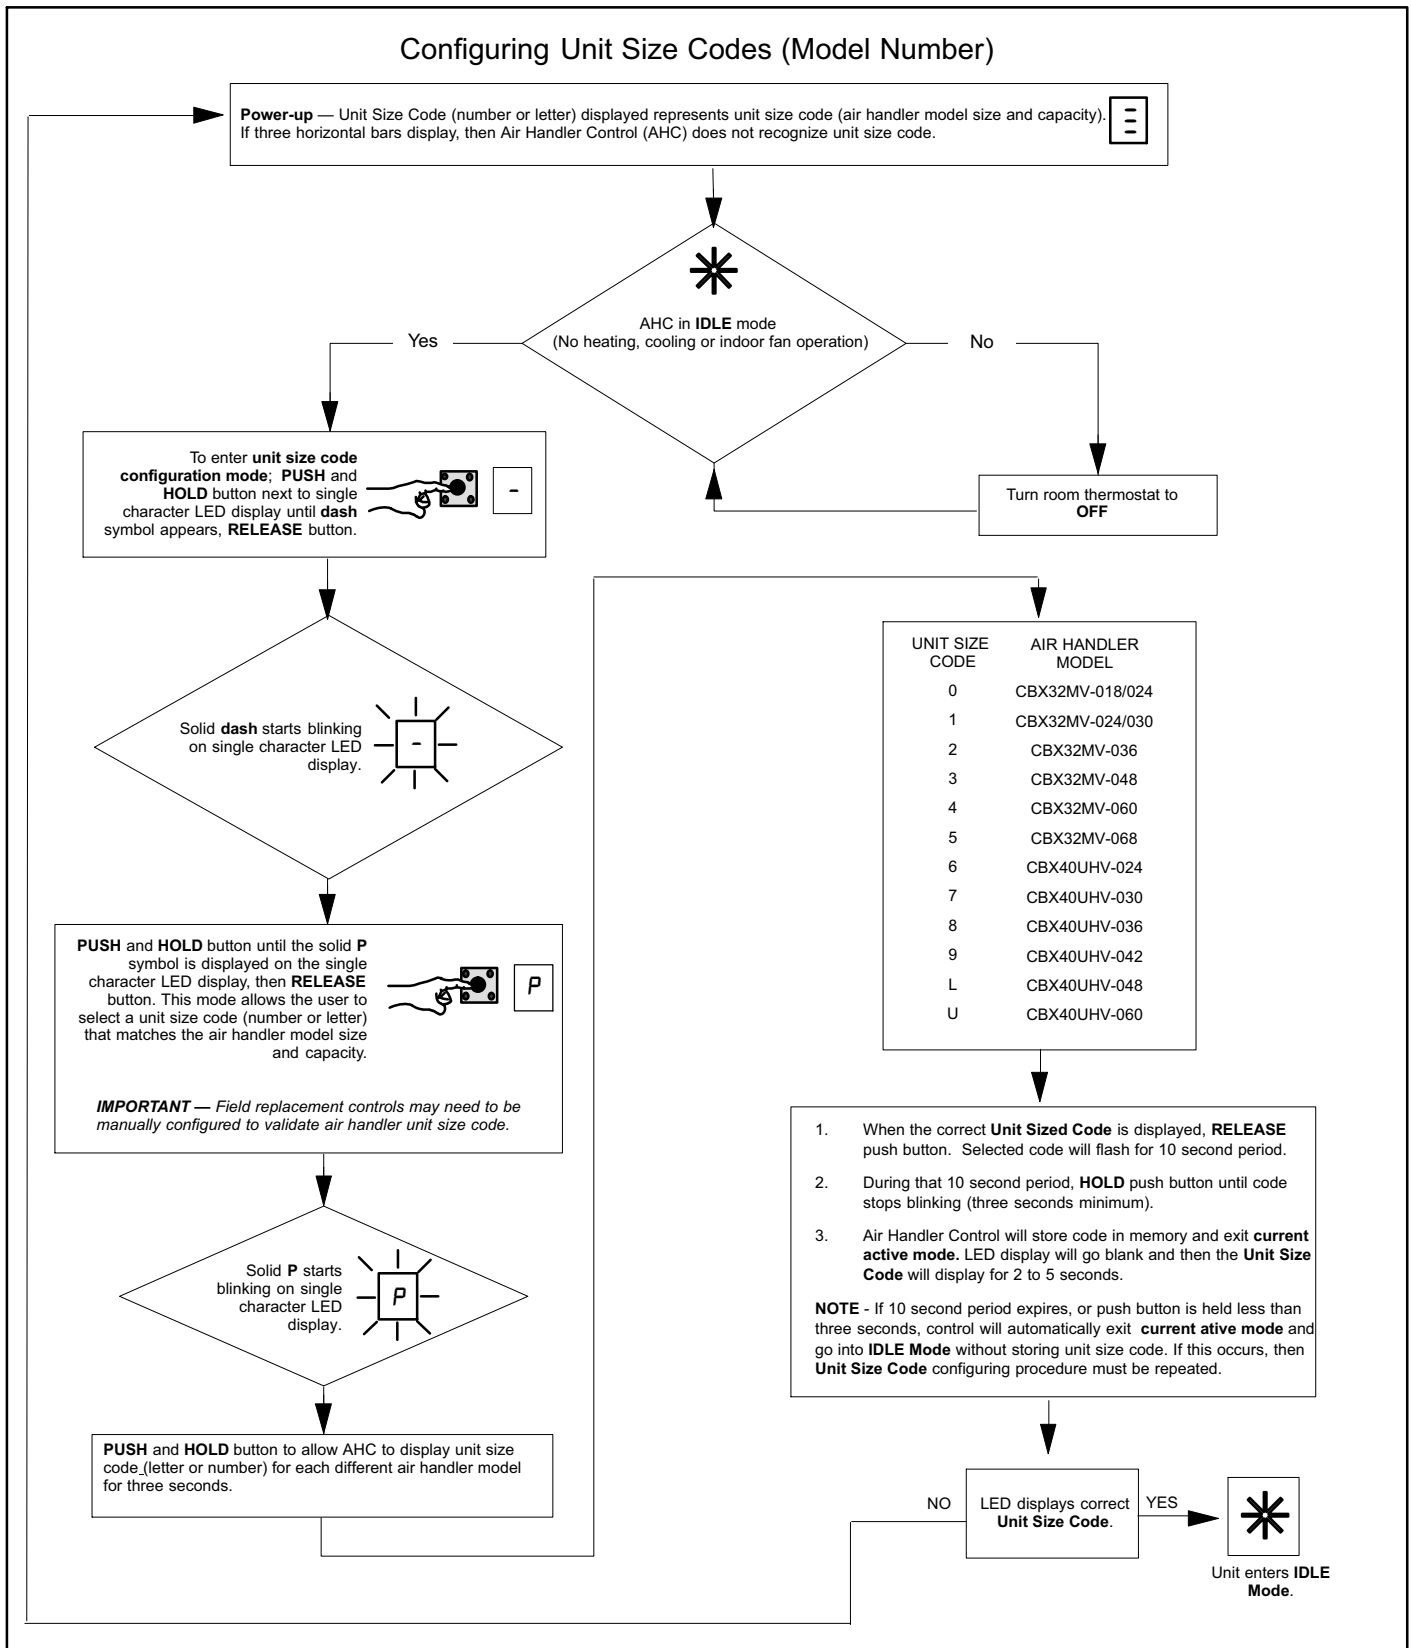 Configuring Unit Size Codes (Model Number)
Power-up — Unit Size Code (number or letter) displayed represents unit size code (air handler model size and capacity).
If three horizontal bars display, then Air Handler Control (AHC) does not recognize unit size code.
AHC in IDLE mode
(No heating, cooling or indoor fan operation)
Yes
No
To enter unit size code
configuration mode; PUSH and
HOLD button next to single
character LED display until dash
symbol appears, RELEASE button.
-
Turn room thermostat to
OFF
Solid dash starts blinking
on single character LED
display.
-
PUSH and HOLD button until the solid P
symbol is displayed on the single
character LED display, then RELEASE
button. This mode allows the user to
select a unit size code (number or letter)
that matches the air handler model size
and capacity.
P
IMPORTANT — Field replacement controls may need to be
manually configured to validate air handler unit size code.
Solid P starts
blinking on single
character LED
display.
P
PUSH and HOLD button to allow AHC to display unit size
code_(letter or number) for each different air handler model
for three seconds.
UNIT SIZE AIR HANDLER
CODE MODEL
0 CBX32MV-018/024
1 CBX32MV-024/030
2 CBX32MV-036
3 CBX32MV-048
4 CBX32MV-060
5 CBX32MV-068
6 CBX40UHV-024
7 CBX40UHV-030
8 CBX40UHV-036
9 CBX40UHV-042
L CBX40UHV-048
U CBX40UHV-060
1. When the correct Unit Sized Code is displayed, RELEASE
push button. Selected code will flash for 10 second period.
2. During that 10 second period, HOLD push button until code
stops blinking (three seconds minimum).
3. Air Handler Control will store code in memory and exit current
active mode. LED display will go blank and then the Unit Size
Code will display for 2 to 5 seconds.
NOTE - If 10 second period expires, or push button is held less than
three seconds, control will automatically exit current ative mode and
go into IDLE Mode without storing unit size code. If this occurs, then
Unit Size Code configuring procedure must be repeated.
NO
LED displays correct
Unit Size Code.
YES
Unit enters IDLE
Mode.